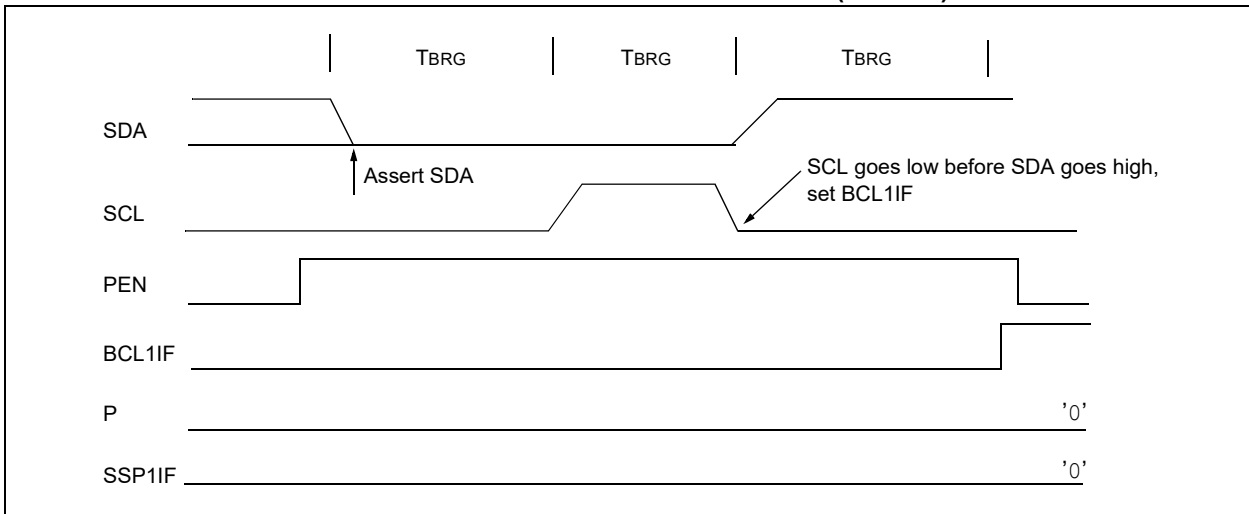 TBRG TBRG TBRG
SDA
Assert SDA
SCL goes low before SDA goes high,
set BCL1IF
SCL
PEN
BCL1IF
P '0'
SSP1IF '0'